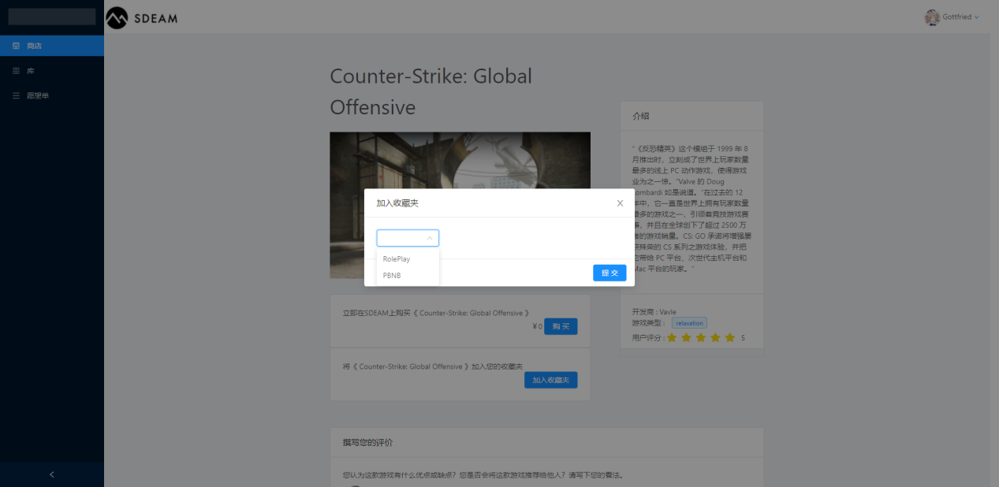 SDEAM
Gottfried
商店
库
愿望单
Counter-Strike: Global
Offensive
加入收藏夹
RolePlay
PBNB
提 交
立即在SDEAM上购买《 Counter-Strike: Global Offensive 》
¥ 0 购 买
将《 Counter-Strike: Global Offensive 》加入您的收藏夹
加入收藏夹
介绍
"《反恐精英》这个模组于 1999 年 8
月推出时，立刻成了世界上玩家数量
最多的线上 PC 动作游戏，使得游戏
业为之一惊。"Valve 的 Doug
ombardi 如是说道。"在过去的 12
年中，它一直是世界上拥有玩家数量
最多的游戏之一，引领着竞技游戏赛
，并且在全球创下了超过 2500 万
的游戏销量。CS: GO 承诺将增强屡
获殊荣的 CS 系列之游戏体验，并把
它带给 PC 平台、次世代主机平台和
Mac 平台的玩家。"
开发商 : Vavle
游戏类型 : relaxation
用户评分 : 5
撰写您的评价
您认为这款游戏有什么优点或缺点？您是否会将这款游戏推荐给他人？请写下您的看法。